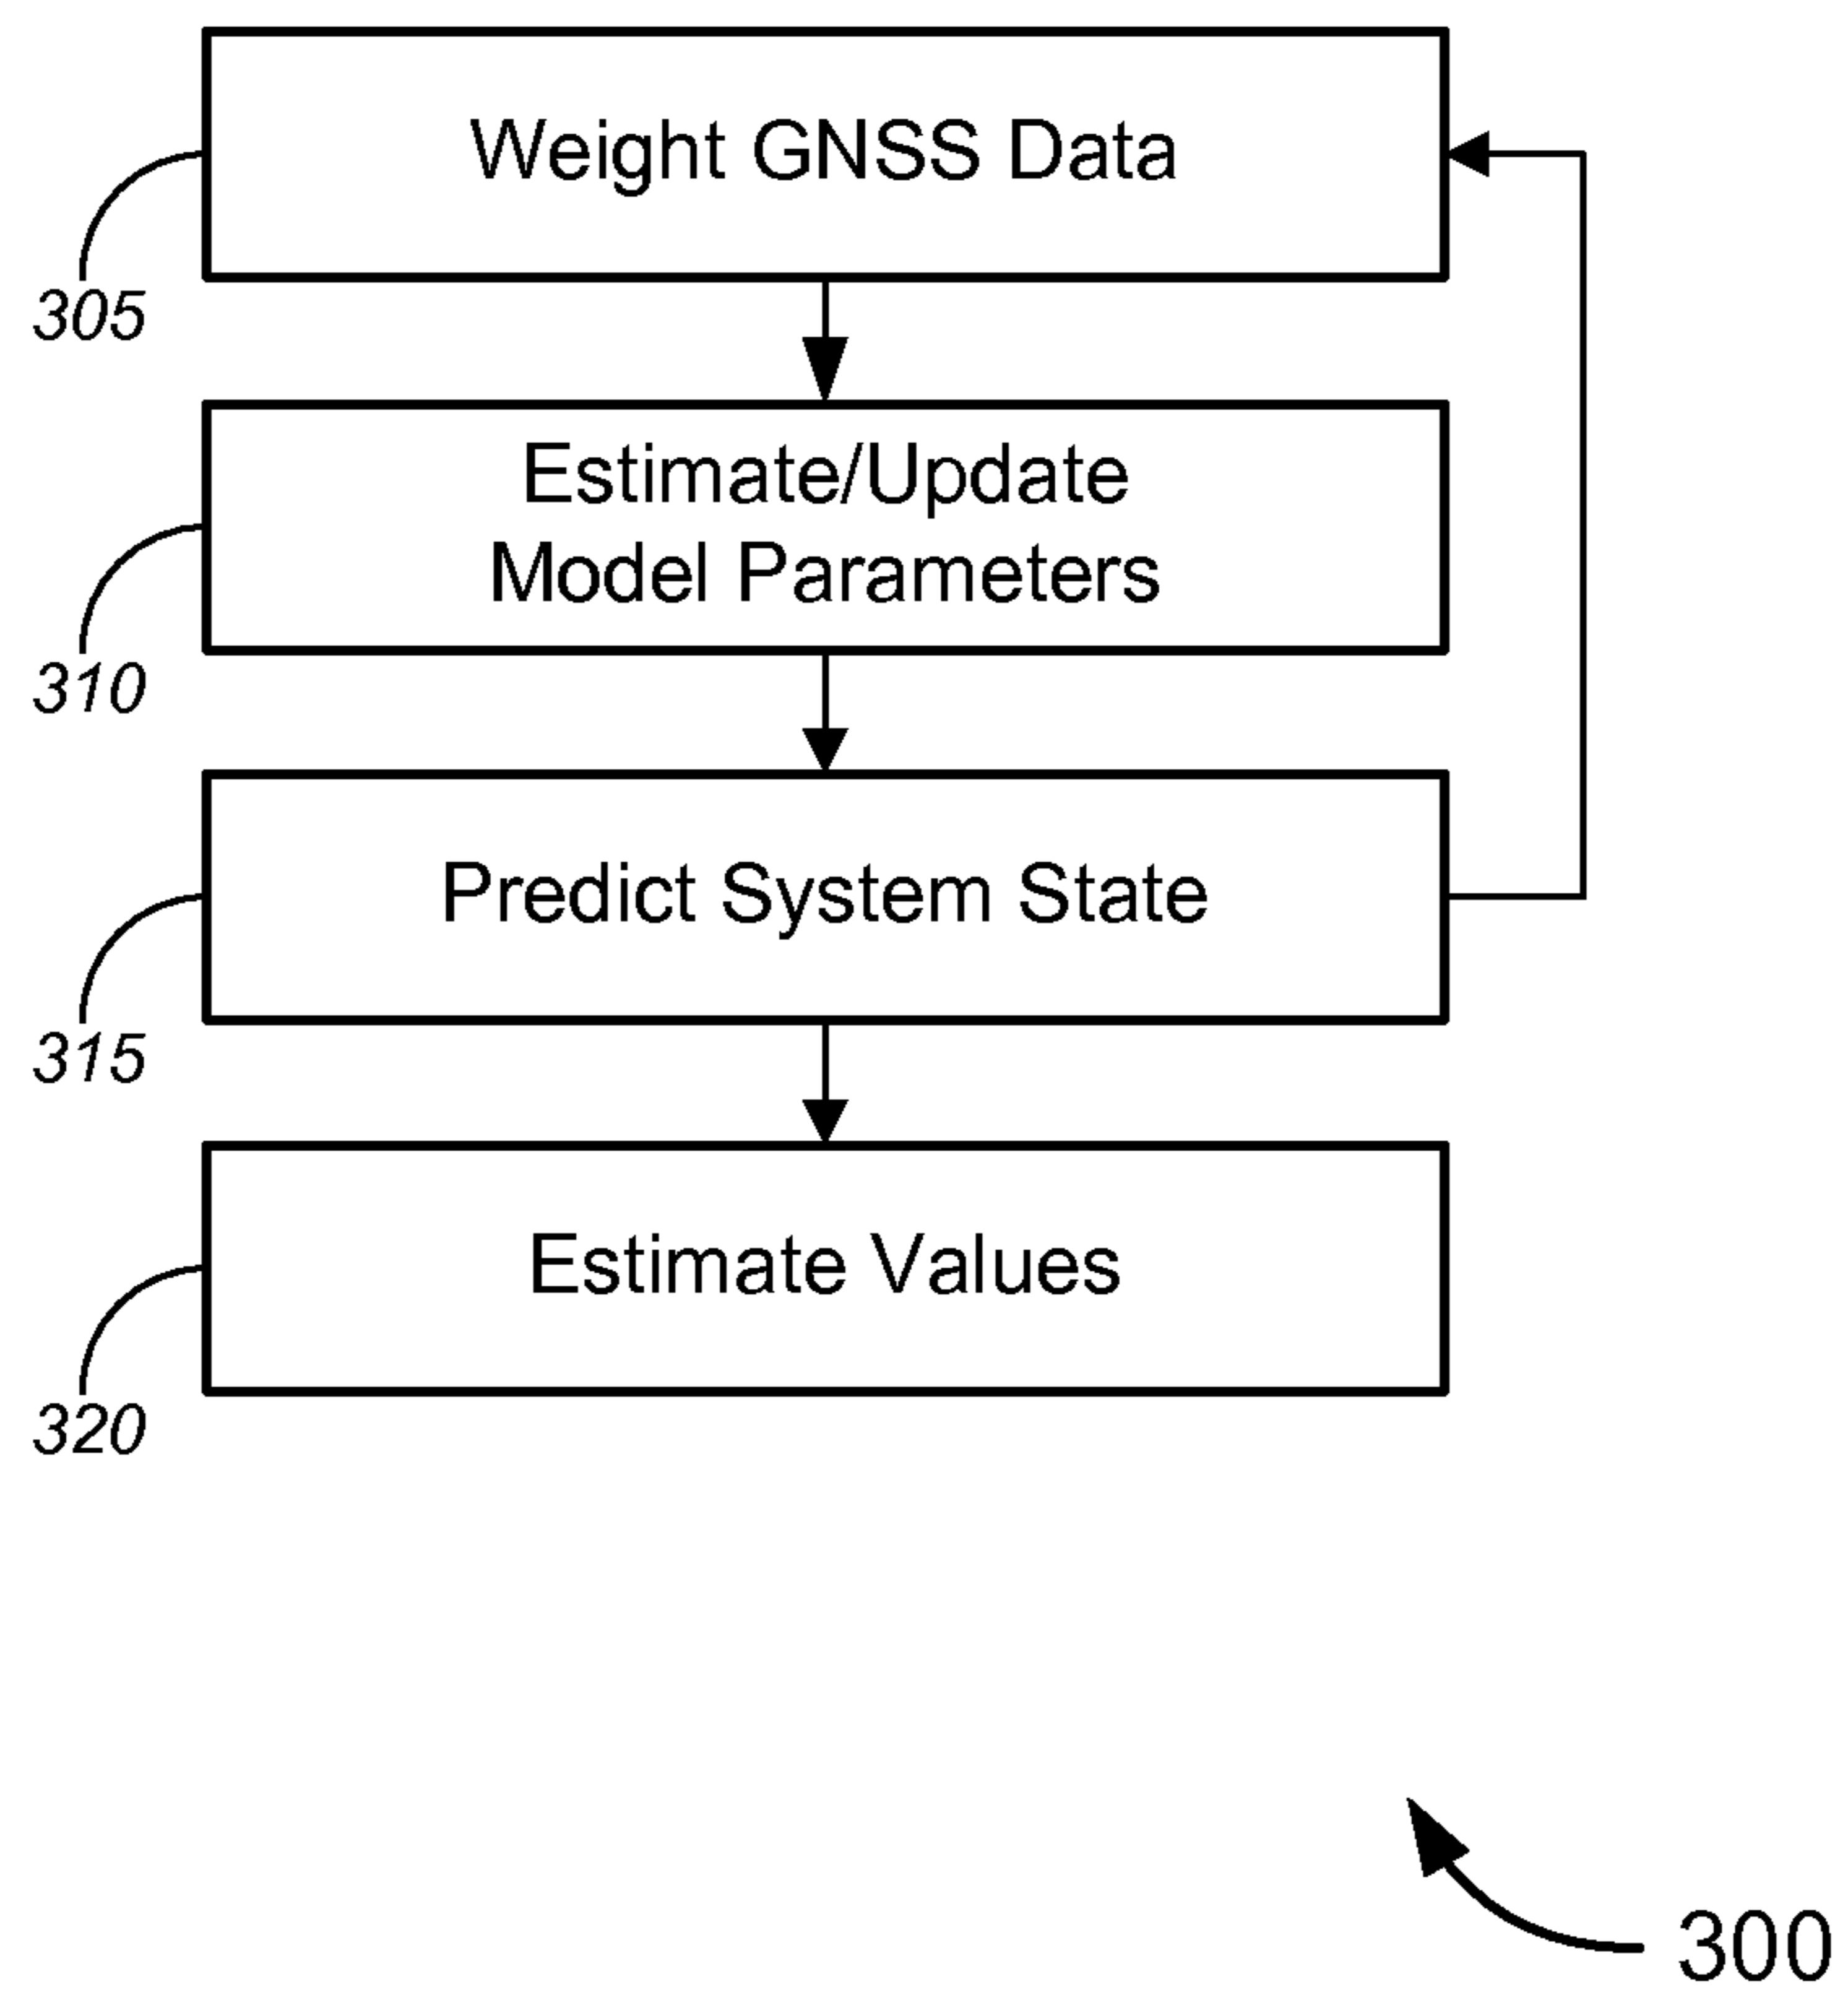 Weight GNSS Data
305
Estimate/Update
Model Parameters
310
Predict System State
315
Estimate Values
320
300